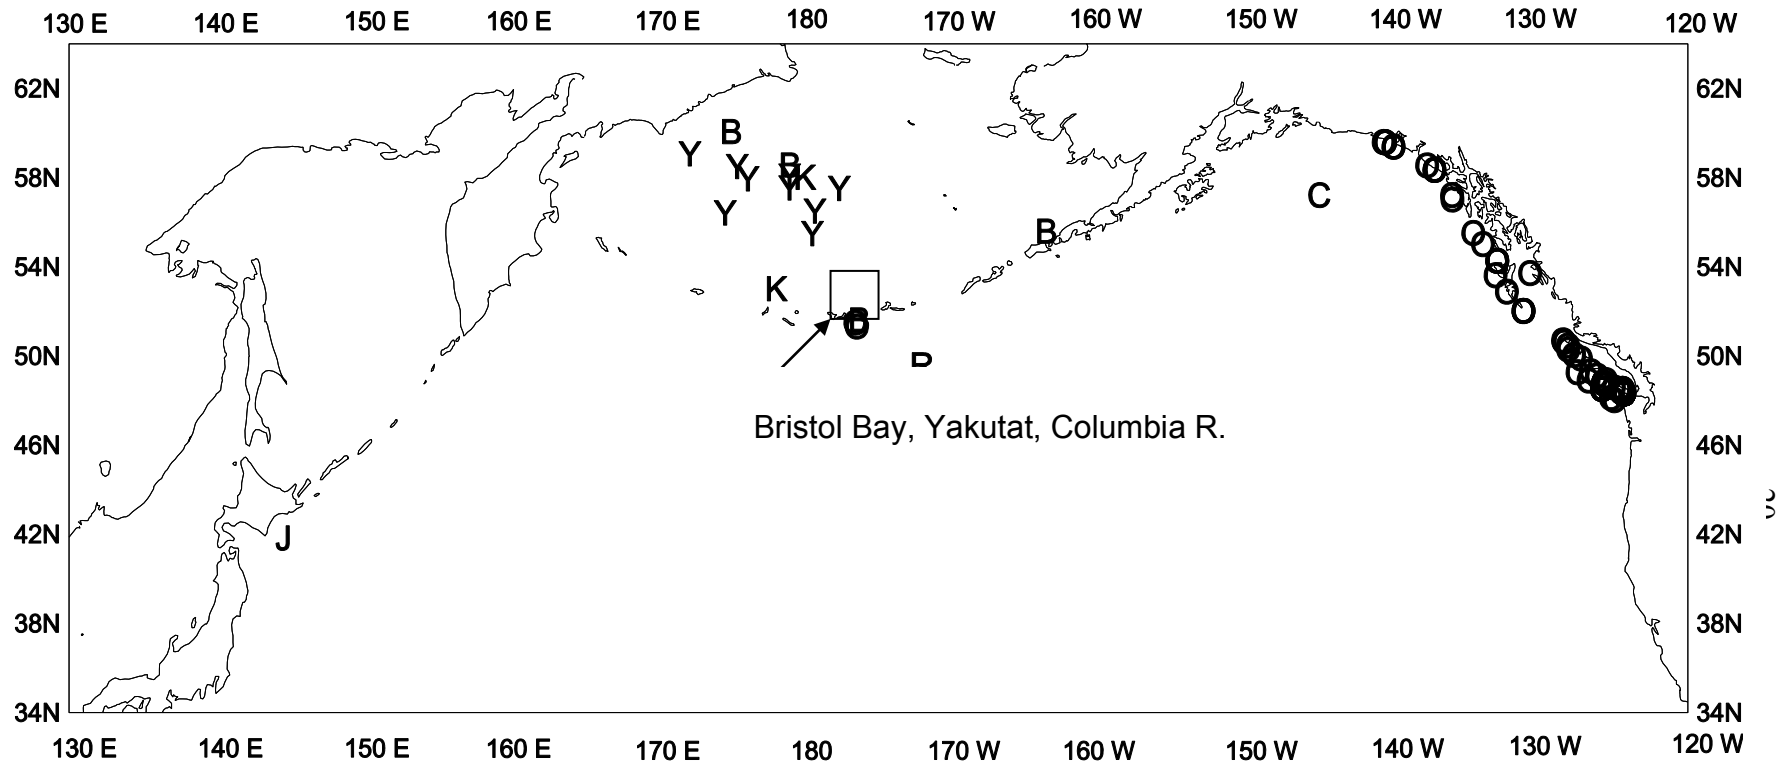 130 E 140 E 150 E 160 E 170 E 180 170 W 160 W 150 W 140 W 130 W 120 W
62N 62N
B
Y B
Y
Y K
58N Y Y 58N
C
Y Y
Y B
54N 54N
K
B
50N 50N
Bristol Bay, Yakutat, Columbia R.
46N 46N
42N J 42N
38N 38N
34N 34N
130 E 140 E 150 E 160 E 170 E 180 170 W 160 W 150 W 140 W 130 W 120 W